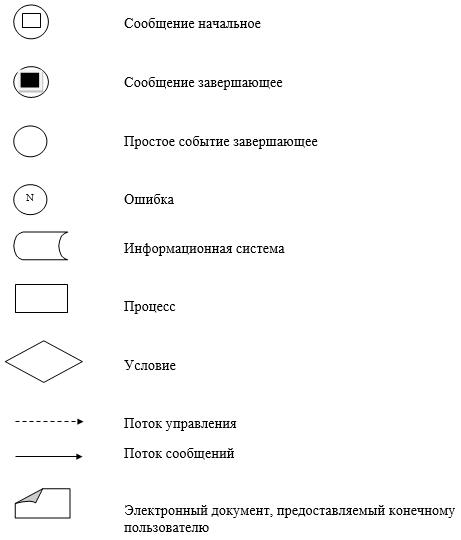 Сообщение начальное
Сообщение завершающее
Простое событие завершающее
N
Ошибка
Информационная система
Процесс
Условие
Поток управления
Поток сообщений
Электронный документ, предоставляемый конечному
пользователю